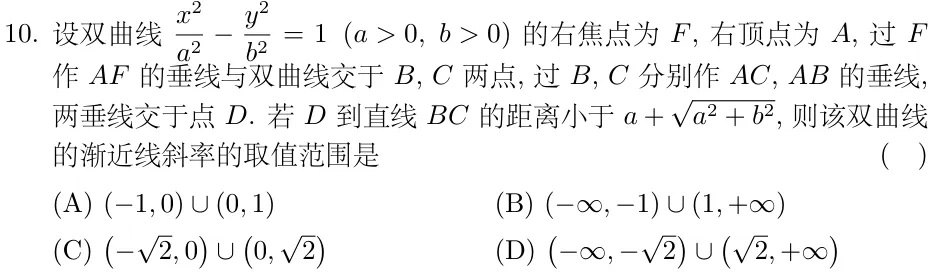 10. 设双曲线 $\frac{x^2}{a^2} - \frac{y^2}{b^2} = 1$ $(a > 0, b > 0)$ 的右焦点为 $F$, 右顶点为 $A$, 过 $F$
作 $AF$ 的垂线与双曲线交于 $B, C$ 两点, 过 $B, C$ 分别作 $AC, AB$ 的垂线,
两垂线交于点 $D$. 若 $D$ 到直线 $BC$ 的距离小于 $a + \sqrt{a^2 + b^2}$, 则该双曲线
的渐近线斜率的取值范围是 ( )
(A) $(-1, 0) \cup (0, 1)$ (B) $(-\infty, -1) \cup (1, +\infty)$
(C) $(-\sqrt{2}, 0) \cup (0, \sqrt{2})$ (D) $(-\infty, -\sqrt{2}) \cup (\sqrt{2}, +\infty)$